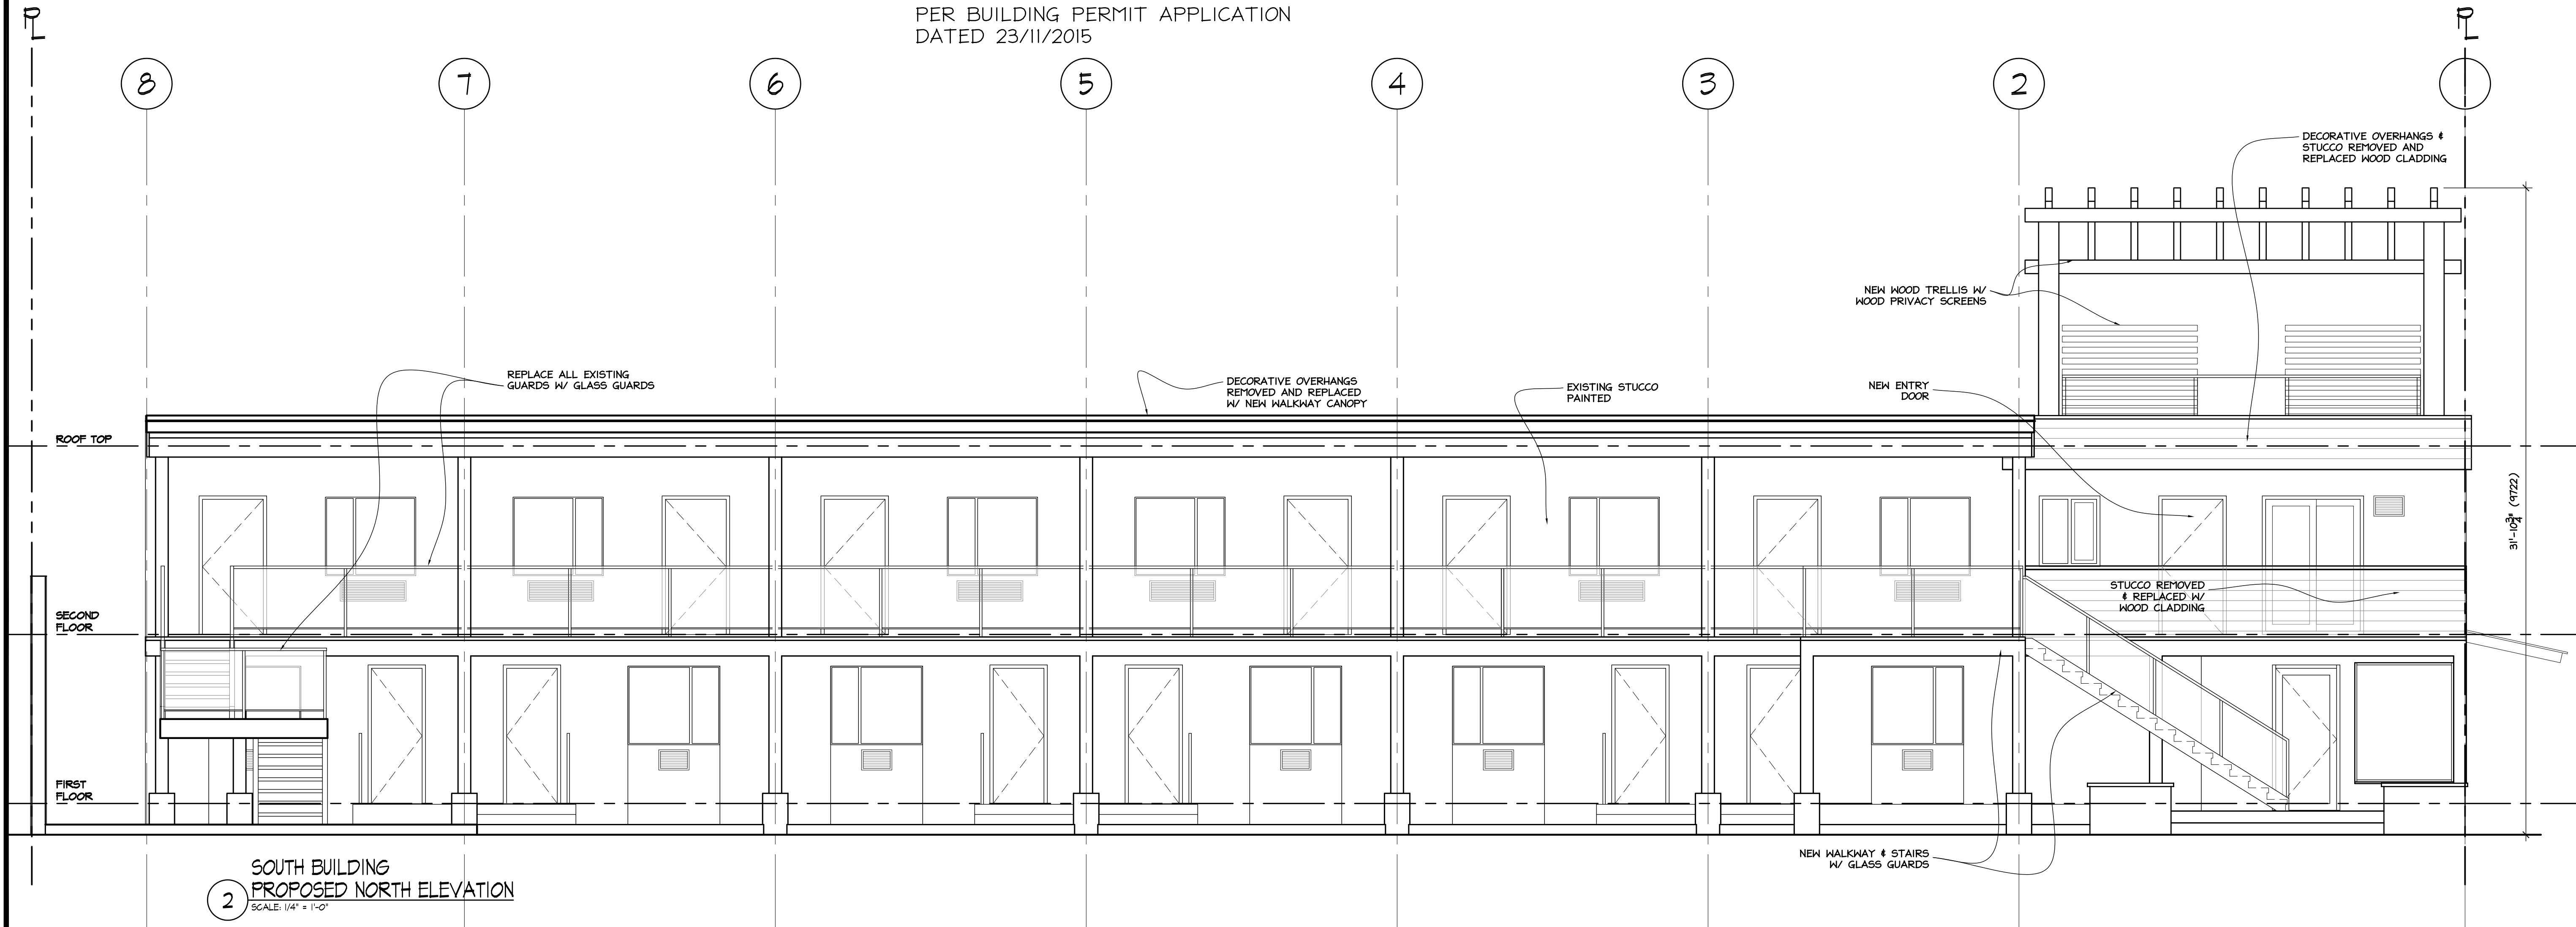 PER BUILDING PERMIT APPLICATION
DATED 23/11/2015
P
L
P
L
8
7
6
5
4
3
2
DECORATIVE OVERHANGS &
STUCCO REMOVED AND
REPLACED WOOD CLADDING
NEW WOOD TRELLIS W/
WOOD PRIVACY SCREENS
REPLACE ALL EXISTING
GUARDS W/ GLASS GUARDS
DECORATIVE OVERHANGS
REMOVED AND REPLACED
W/ NEW WALKWAY CANOPY
EXISTING STUCCO
PAINTED
NEW ENTRY
DOOR
ROOF TOP
31'-10 3/4" (9722)
STUCCO REMOVED
& REPLACED W/
WOOD CLADDING
SECOND
FLOOR
FIRST
FLOOR
NEW WALKWAY & STAIRS
W/ GLASS GUARDS
SOUTH BUILDING
2 PROPOSED NORTH ELEVATION
SCALE: 1/4" = 1'-0"